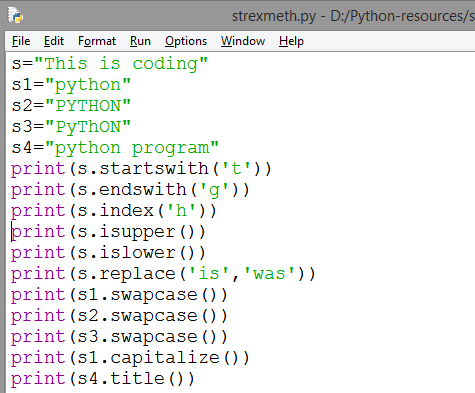 strexmeth.py - D:/Python-resources/s
File Edit Format Run Options Window Help
s="This is coding"
s1="python"
s2="PYTHON"
s3="PyThON"
s4="python program"
print(s.startswith('t'))
print(s.endswith('g'))
print(s.index('h'))
print(s.isupper())
print(s.islower())
print(s.replace('is','was'))
print(s1.swapcase())
print(s2.swapcase())
print(s3.swapcase())
print(s1.capitalize())
print(s4.title())